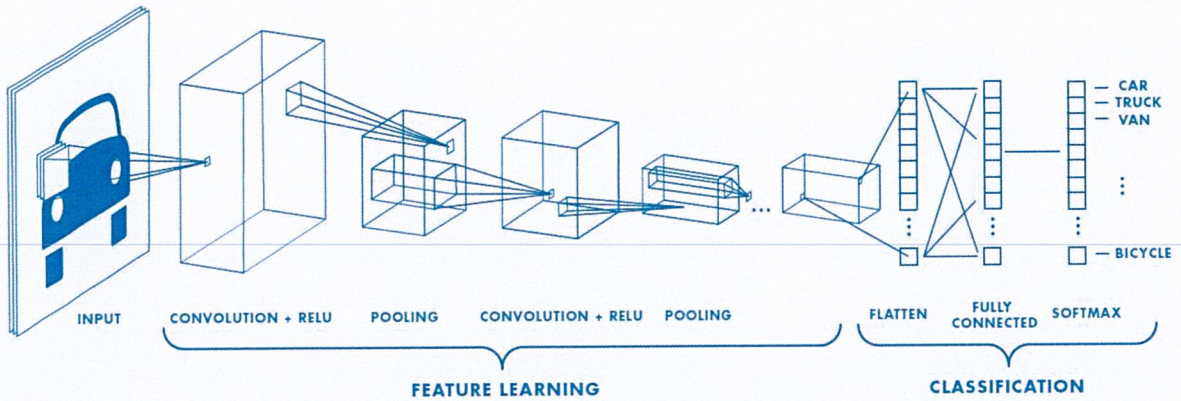 CAR
TRUCK
VAN
BICYCLE
INPUT
CONVOLUTION + RELU
POOLING
CONVOLUTION + RELU
POOLING
FLATTEN
FULLY
CONNECTED
SOFTMAX
FEATURE LEARNING
CLASSIFICATION